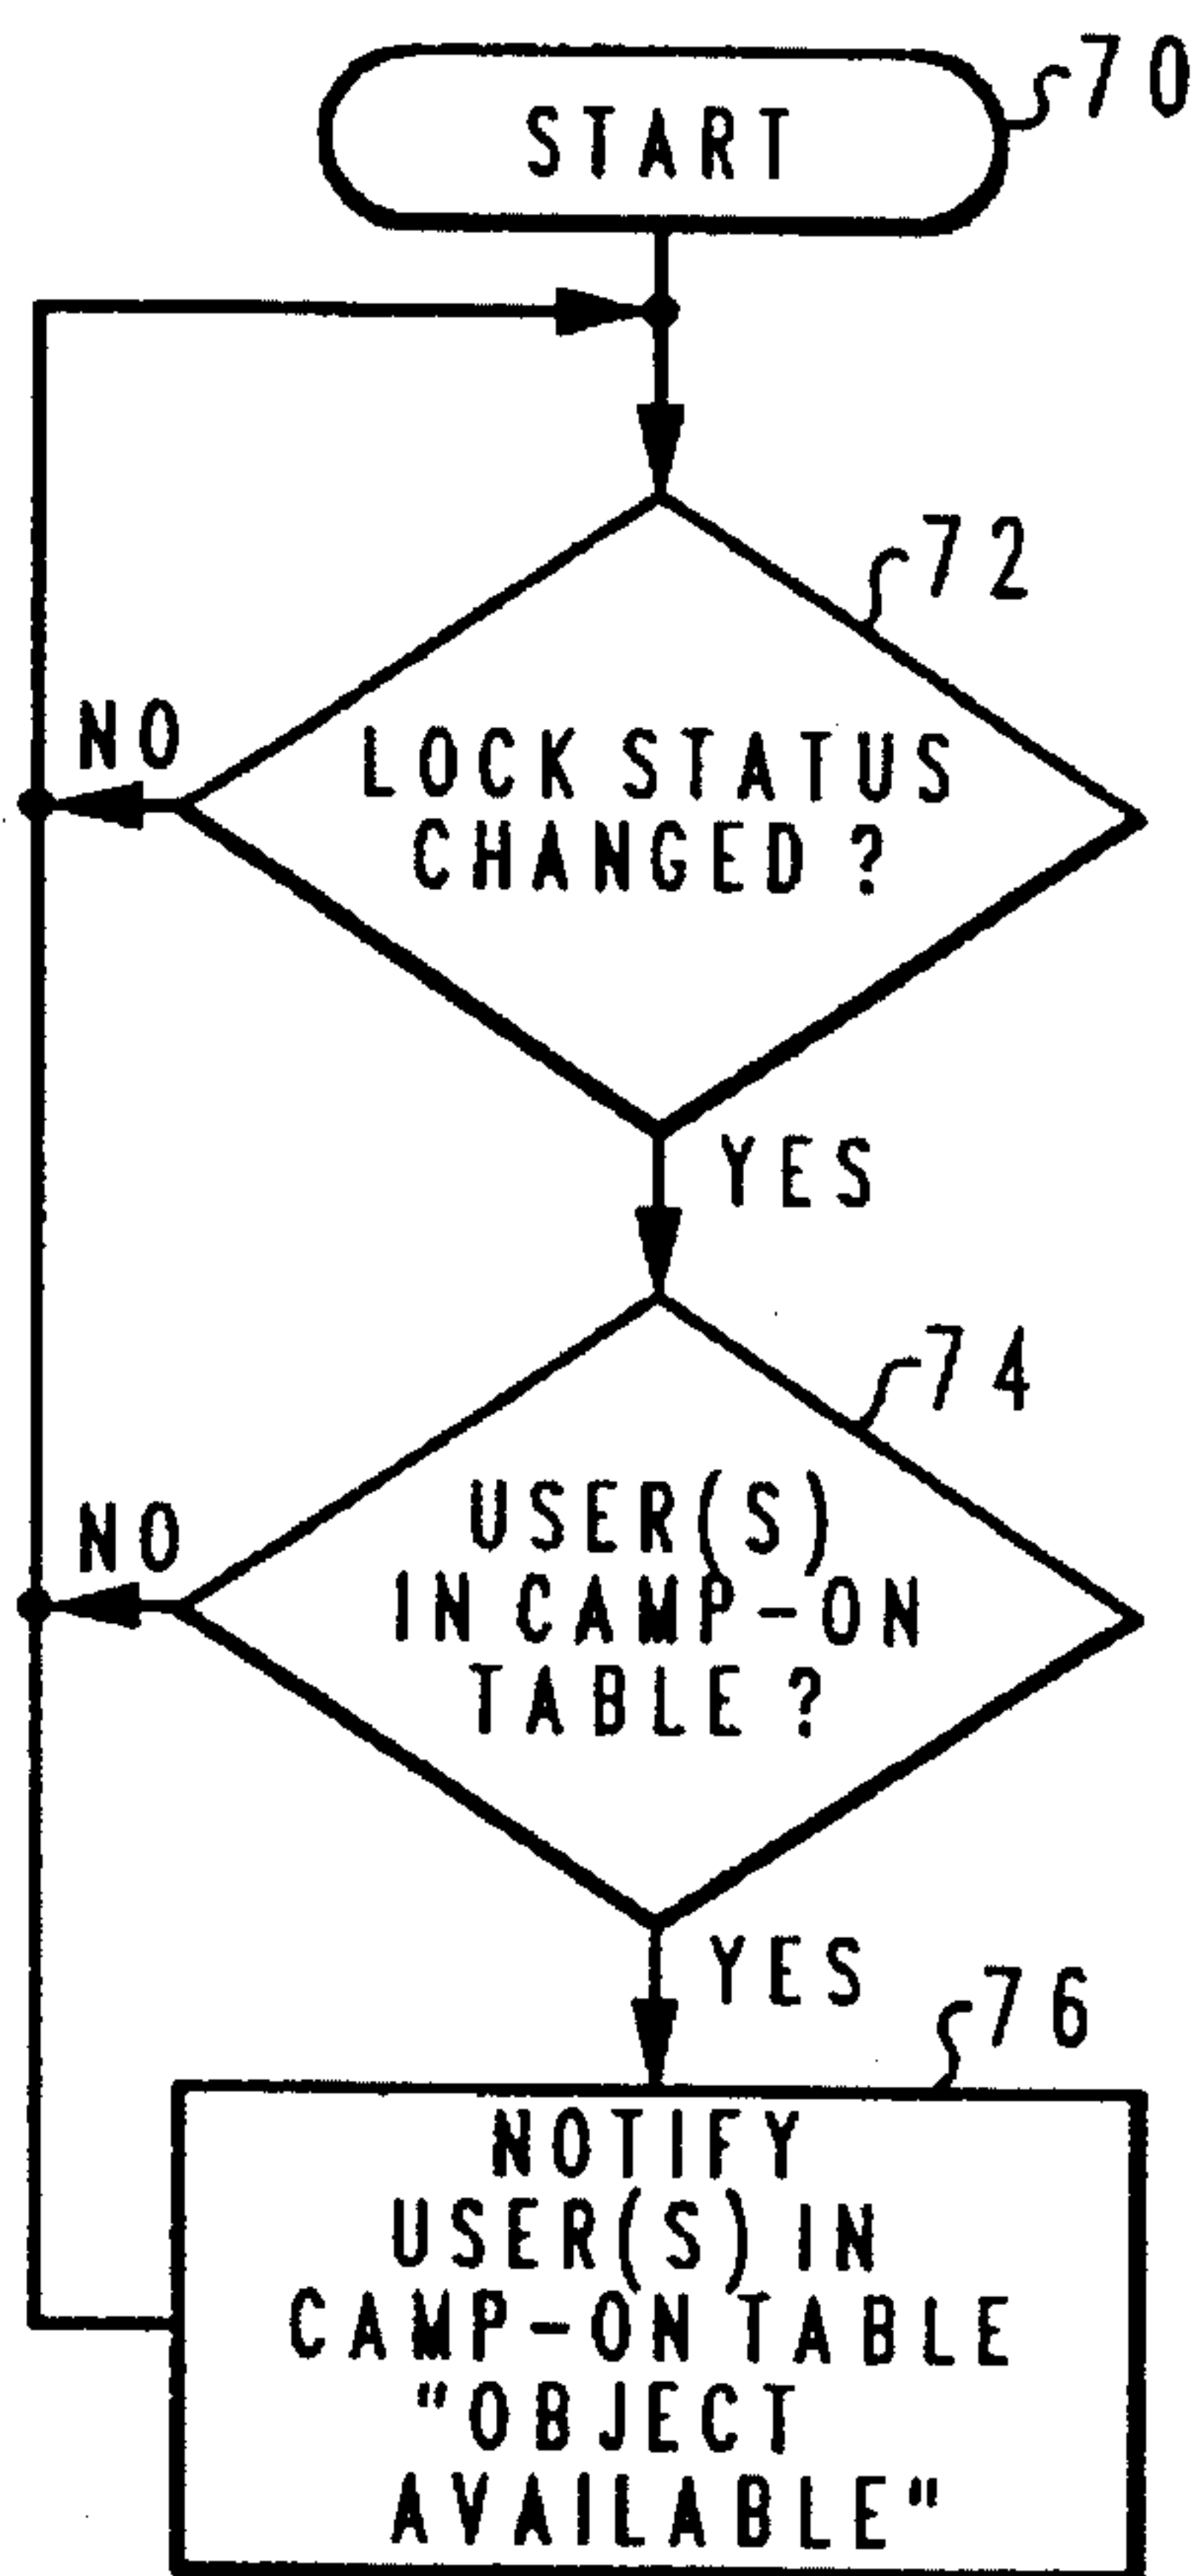 START
70
72
NO
LOCK STATUS
CHANGED?
YES
74
NO
USER(S)
IN CAMP-ON
TABLE?
YES
76
NOTIFY
USER(S) IN
CAMP-ON TABLE
"OBJECT
AVAILABLE"